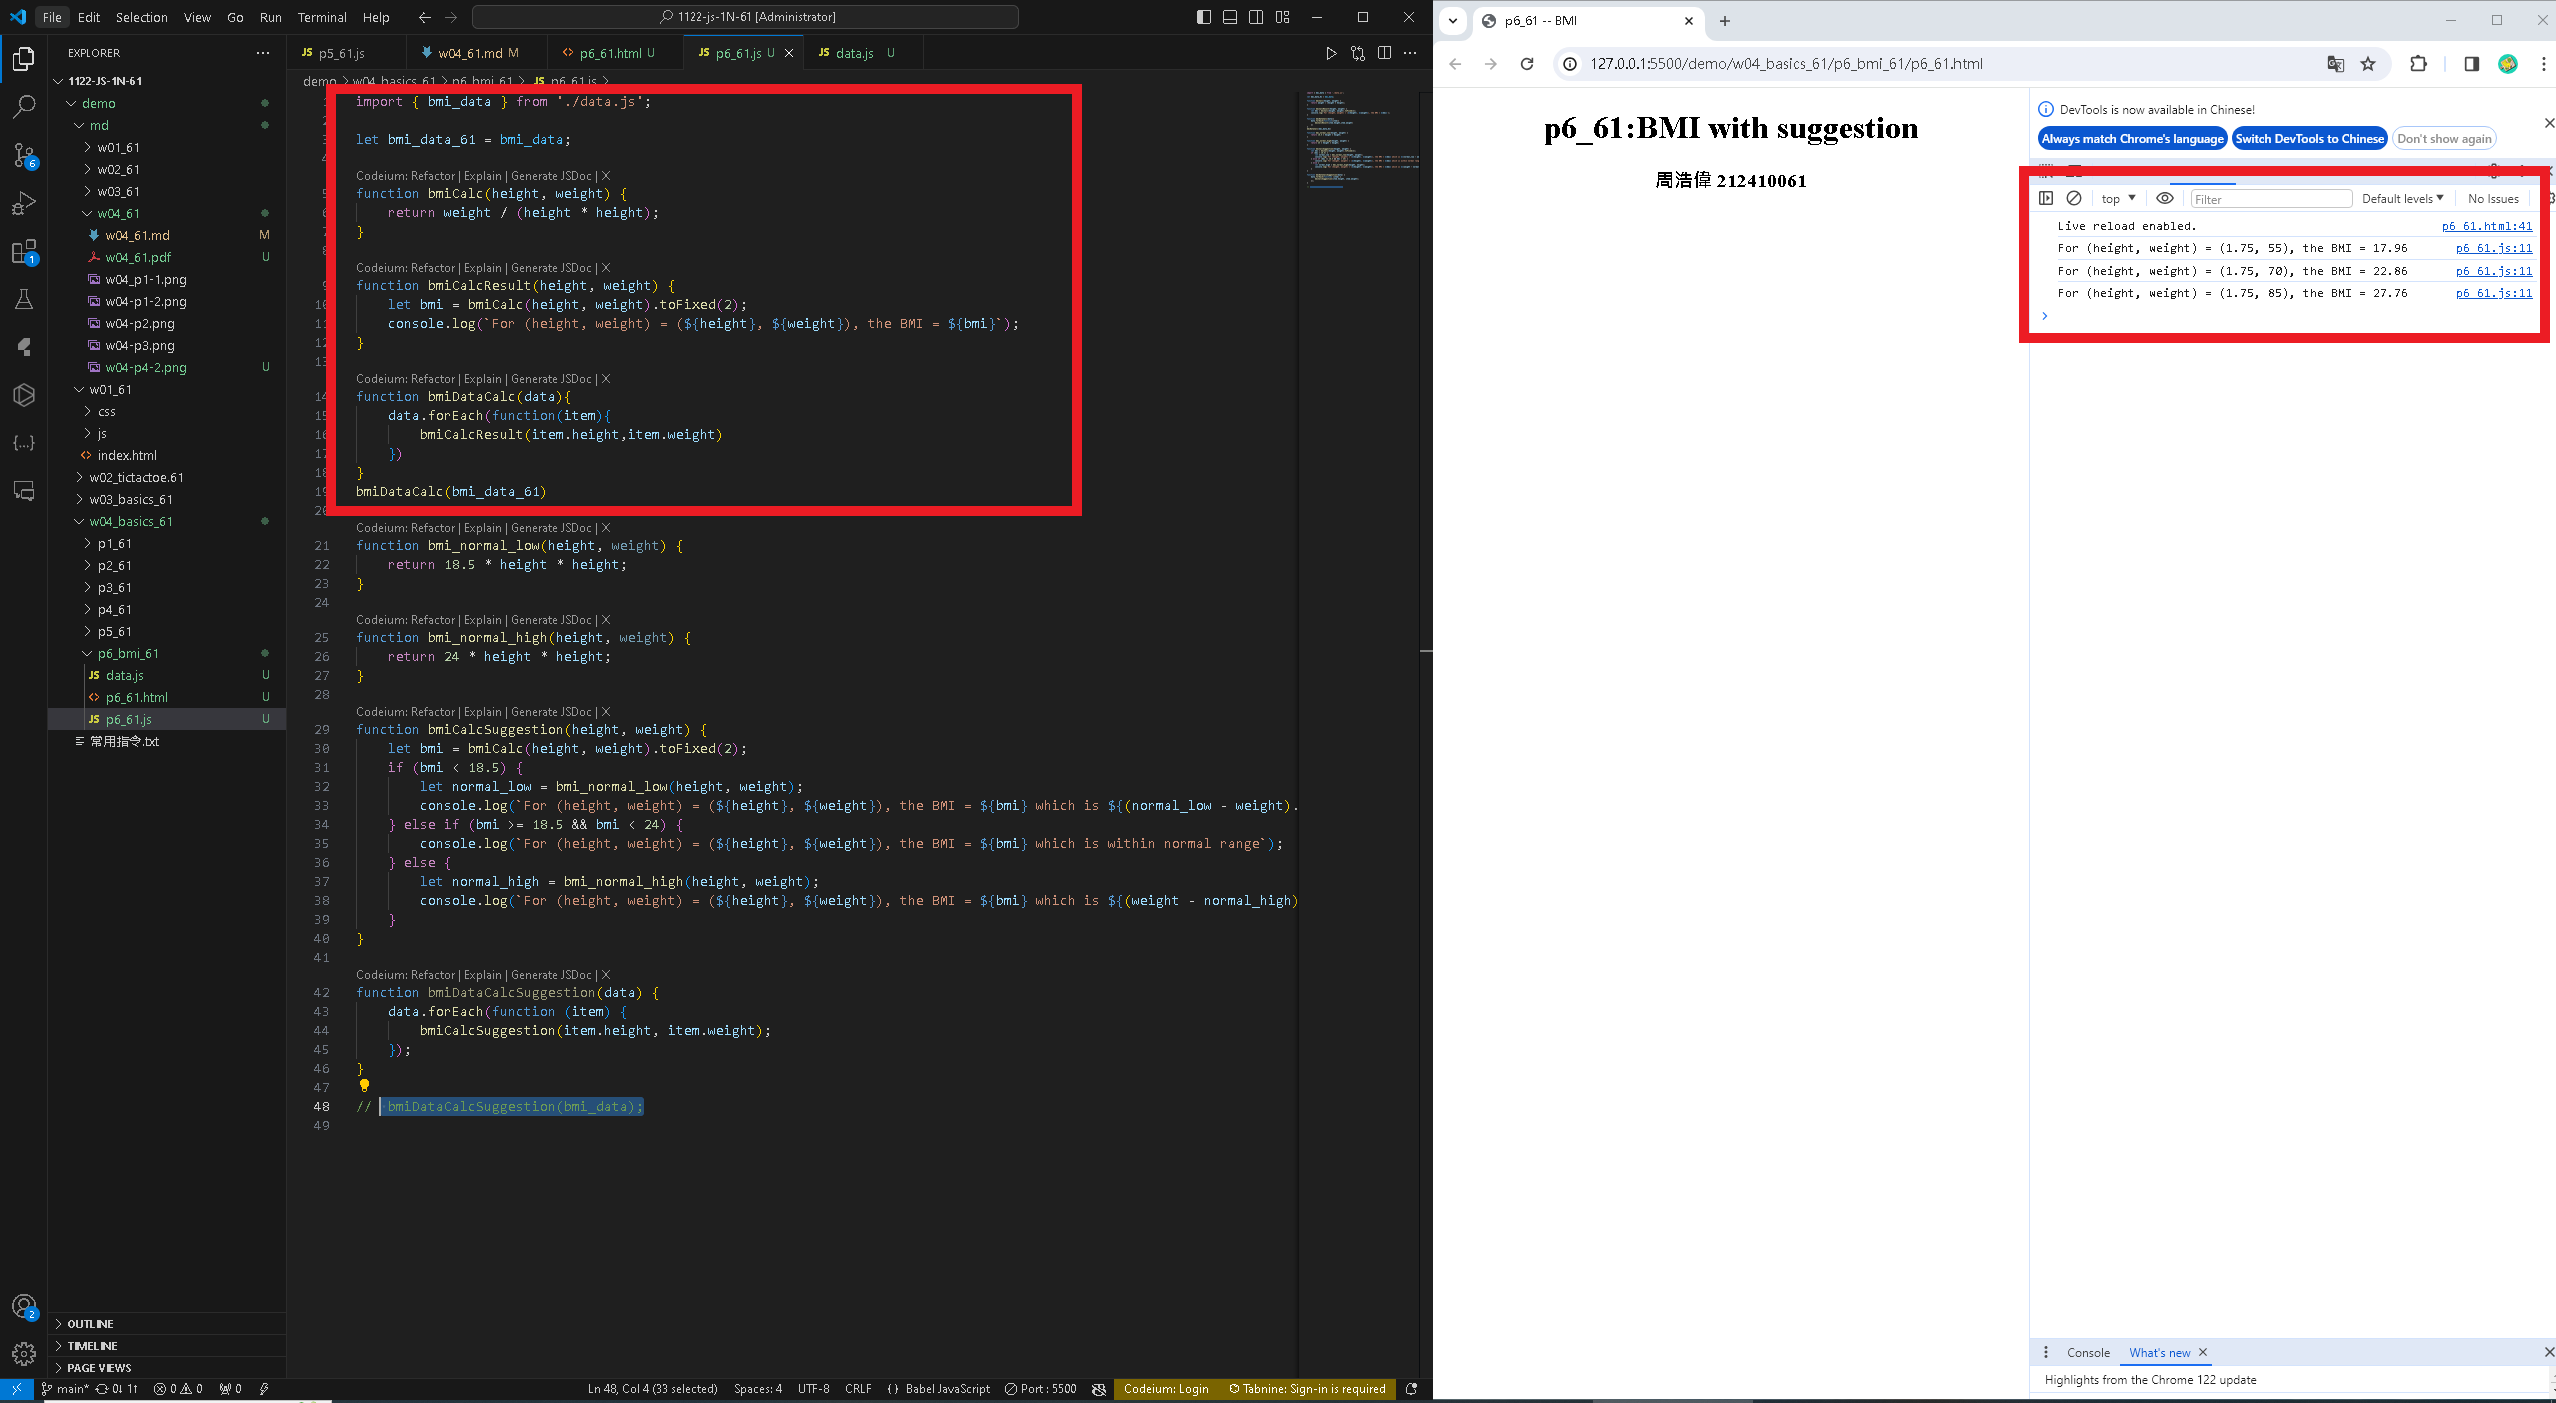 File Edit Selection View Go Run Terminal Help
1122-js-1N-61 [Administrator]
EXPLORER
1122-JS-1N-61
demo
md
w01_61
w02_61
w03_61
w04_61
w04_61.md M
w04_61.pdf U
w04_p1-1.png
w04-p1-2.png
w04-p2.png
w04-p3.png
w04-p4-2.png U
w01_61
css
js
index.html
w02_tictactoe.61
w03_basics_61
w04_basics_61
p1_61
p2_61
p3_61
p4_61
p5_61
p6_bmi_61
data.js U
p6_61.html U
p6_61.js U
常用指令.txt
OUTLINE
TIMELINE
PAGE VIEWS
JS p5_61.js
w04_61.md M
p6_61.html U
JS p6_61.js U
JS data.js U
demo > w04_basics_61 > p6_bmi_61 > JS p6_61.js >
import { bmi_data } from './data.js';
let bmi_data_61 = bmi_data;
Codeium: Refactor | Explain | Generate JSDoc | X
function bmiCalc(height, weight) {
return weight / (height * height);
}
Codeium: Refactor | Explain | Generate JSDoc | X
function bmiCalcResult(height, weight) {
10 let bmi = bmiCalc(height, weight).toFixed(2);
11 console.log(`For (height, weight) = (${height}, ${weight}), the BMI = ${bmi}`);
12 }
13
Codeium: Refactor | Explain | Generate JSDoc | X
14 function bmiDataCalc(data){
15 data.forEach(function(item){
16 bmiCalcResult(item.height,item.weight)
17 })
18 }
19 bmiDataCalc(bmi_data_61)
20
Codeium: Refactor | Explain | Generate JSDoc | X
21 function bmi_normal_low(height, weight) {
22 return 18.5 * height * height;
23 }
24
Codeium: Refactor | Explain | Generate JSDoc | X
25 function bmi_normal_high(height, weight) {
26 return 24 * height * height;
27 }
28
Codeium: Refactor | Explain | Generate JSDoc | X
29 function bmiCalcSuggestion(height, weight) {
30 let bmi = bmiCalc(height, weight).toFixed(2);
31 if (bmi < 18.5) {
32 let normal_low = bmi_normal_low(height, weight);
33 console.log(`For (height, weight) = (${height}, ${weight}), the BMI = ${bmi} which is ${(normal_low - weight).
34 } else if (bmi >= 18.5 && bmi < 24) {
35 console.log(`For (height, weight) = (${height}, ${weight}), the BMI = ${bmi} which is within normal range`);
36 } else {
37 let normal_high = bmi_normal_high(height, weight);
38 console.log(`For (height, weight) = (${height}, ${weight}), the BMI = ${bmi} which is ${(weight - normal_high)
39 }
40 }
41
Codeium: Refactor | Explain | Generate JSDoc | X
42 function bmiDataCalcSuggestion(data) {
43 data.forEach(function (item) {
44 bmiCalcSuggestion(item.height, item.weight);
45 });
46 }
47
48 // bmiDataCalcSuggestion(bmi_data);
49
main* 0↓ 1↑ 0 0 0
Ln 48, Col 4 (33 selected) Spaces: 4 UTF-8 CRLF {} Babel JavaScript Port : 5500 Codeium: Login Tabnine: Sign-in is required
p6_61 -- BMI
127.0.0.1:5500/demo/w04_basics_61/p6_bmi_61/p6_61.html
p6_61:BMI with suggestion
周浩偉 212410061
DevTools is now available in Chinese!
Always match Chrome's language Switch DevTools to Chinese Don't show again
top Filter Default levels No Issues
Live reload enabled. p6_61.html:41
For (height, weight) = (1.75, 55), the BMI = 17.96 p6_61.js:11
For (height, weight) = (1.75, 70), the BMI = 22.86 p6_61.js:11
For (height, weight) = (1.75, 85), the BMI = 27.76 p6_61.js:11
Console What's new
Highlights from the Chrome 122 update